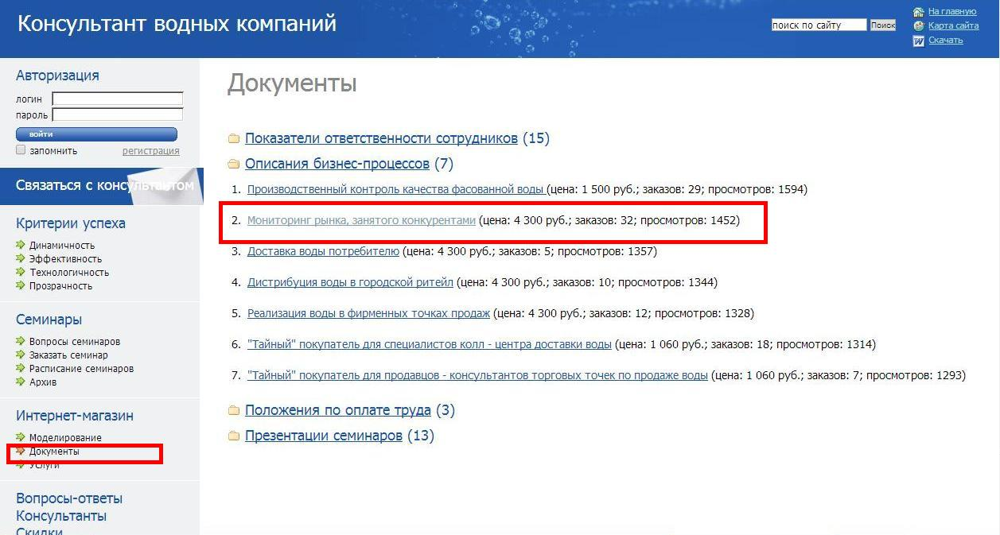 Консультант водных компаний
поиск по сайту
Поиск
На главную
Карта сайта
Скачать
Авторизация
логин
пароль
войти
запомнить
регистрация
Связаться с консультантом
Критерии успеха
Динамичность
Эффективность
Технологичность
Прозрачность
Семинары
Вопросы семинаров
Заказать семинар
Расписание семинаров
Архив
Интернет-магазин
Моделирование
Документы
Услуги
Вопросы-ответы
Консультанты
Скидки
Документы
Показатели ответственности сотрудников (15)
Описания бизнес-процессов (7)
1. Производственный контроль качества фасованной воды (цена: 1 500 руб.; заказов: 29; просмотров: 1594)
2. Мониторинг рынка, занятого конкурентами (цена: 4 300 руб.; заказов: 32; просмотров: 1452)
3. Доставка воды потребителю (цена: 4 300 руб.; заказов: 5; просмотров: 1357)
4. Дистрибуция воды в городской ритейл (цена: 4 300 руб.; заказов: 10; просмотров: 1344)
5. Реализация воды в фирменных точках продаж (цена: 4 300 руб.; заказов: 12; просмотров: 1328)
6. "Тайный" покупатель для специалистов колл - центра доставки воды (цена: 1 060 руб.; заказов: 18; просмотров: 1314)
7. "Тайный" покупатель для продавцов - консультантов торговых точек по продаже воды (цена: 1 060 руб.; заказов: 7; просмотров: 1293)
Положения по оплате труда (3)
Презентации семинаров (13)